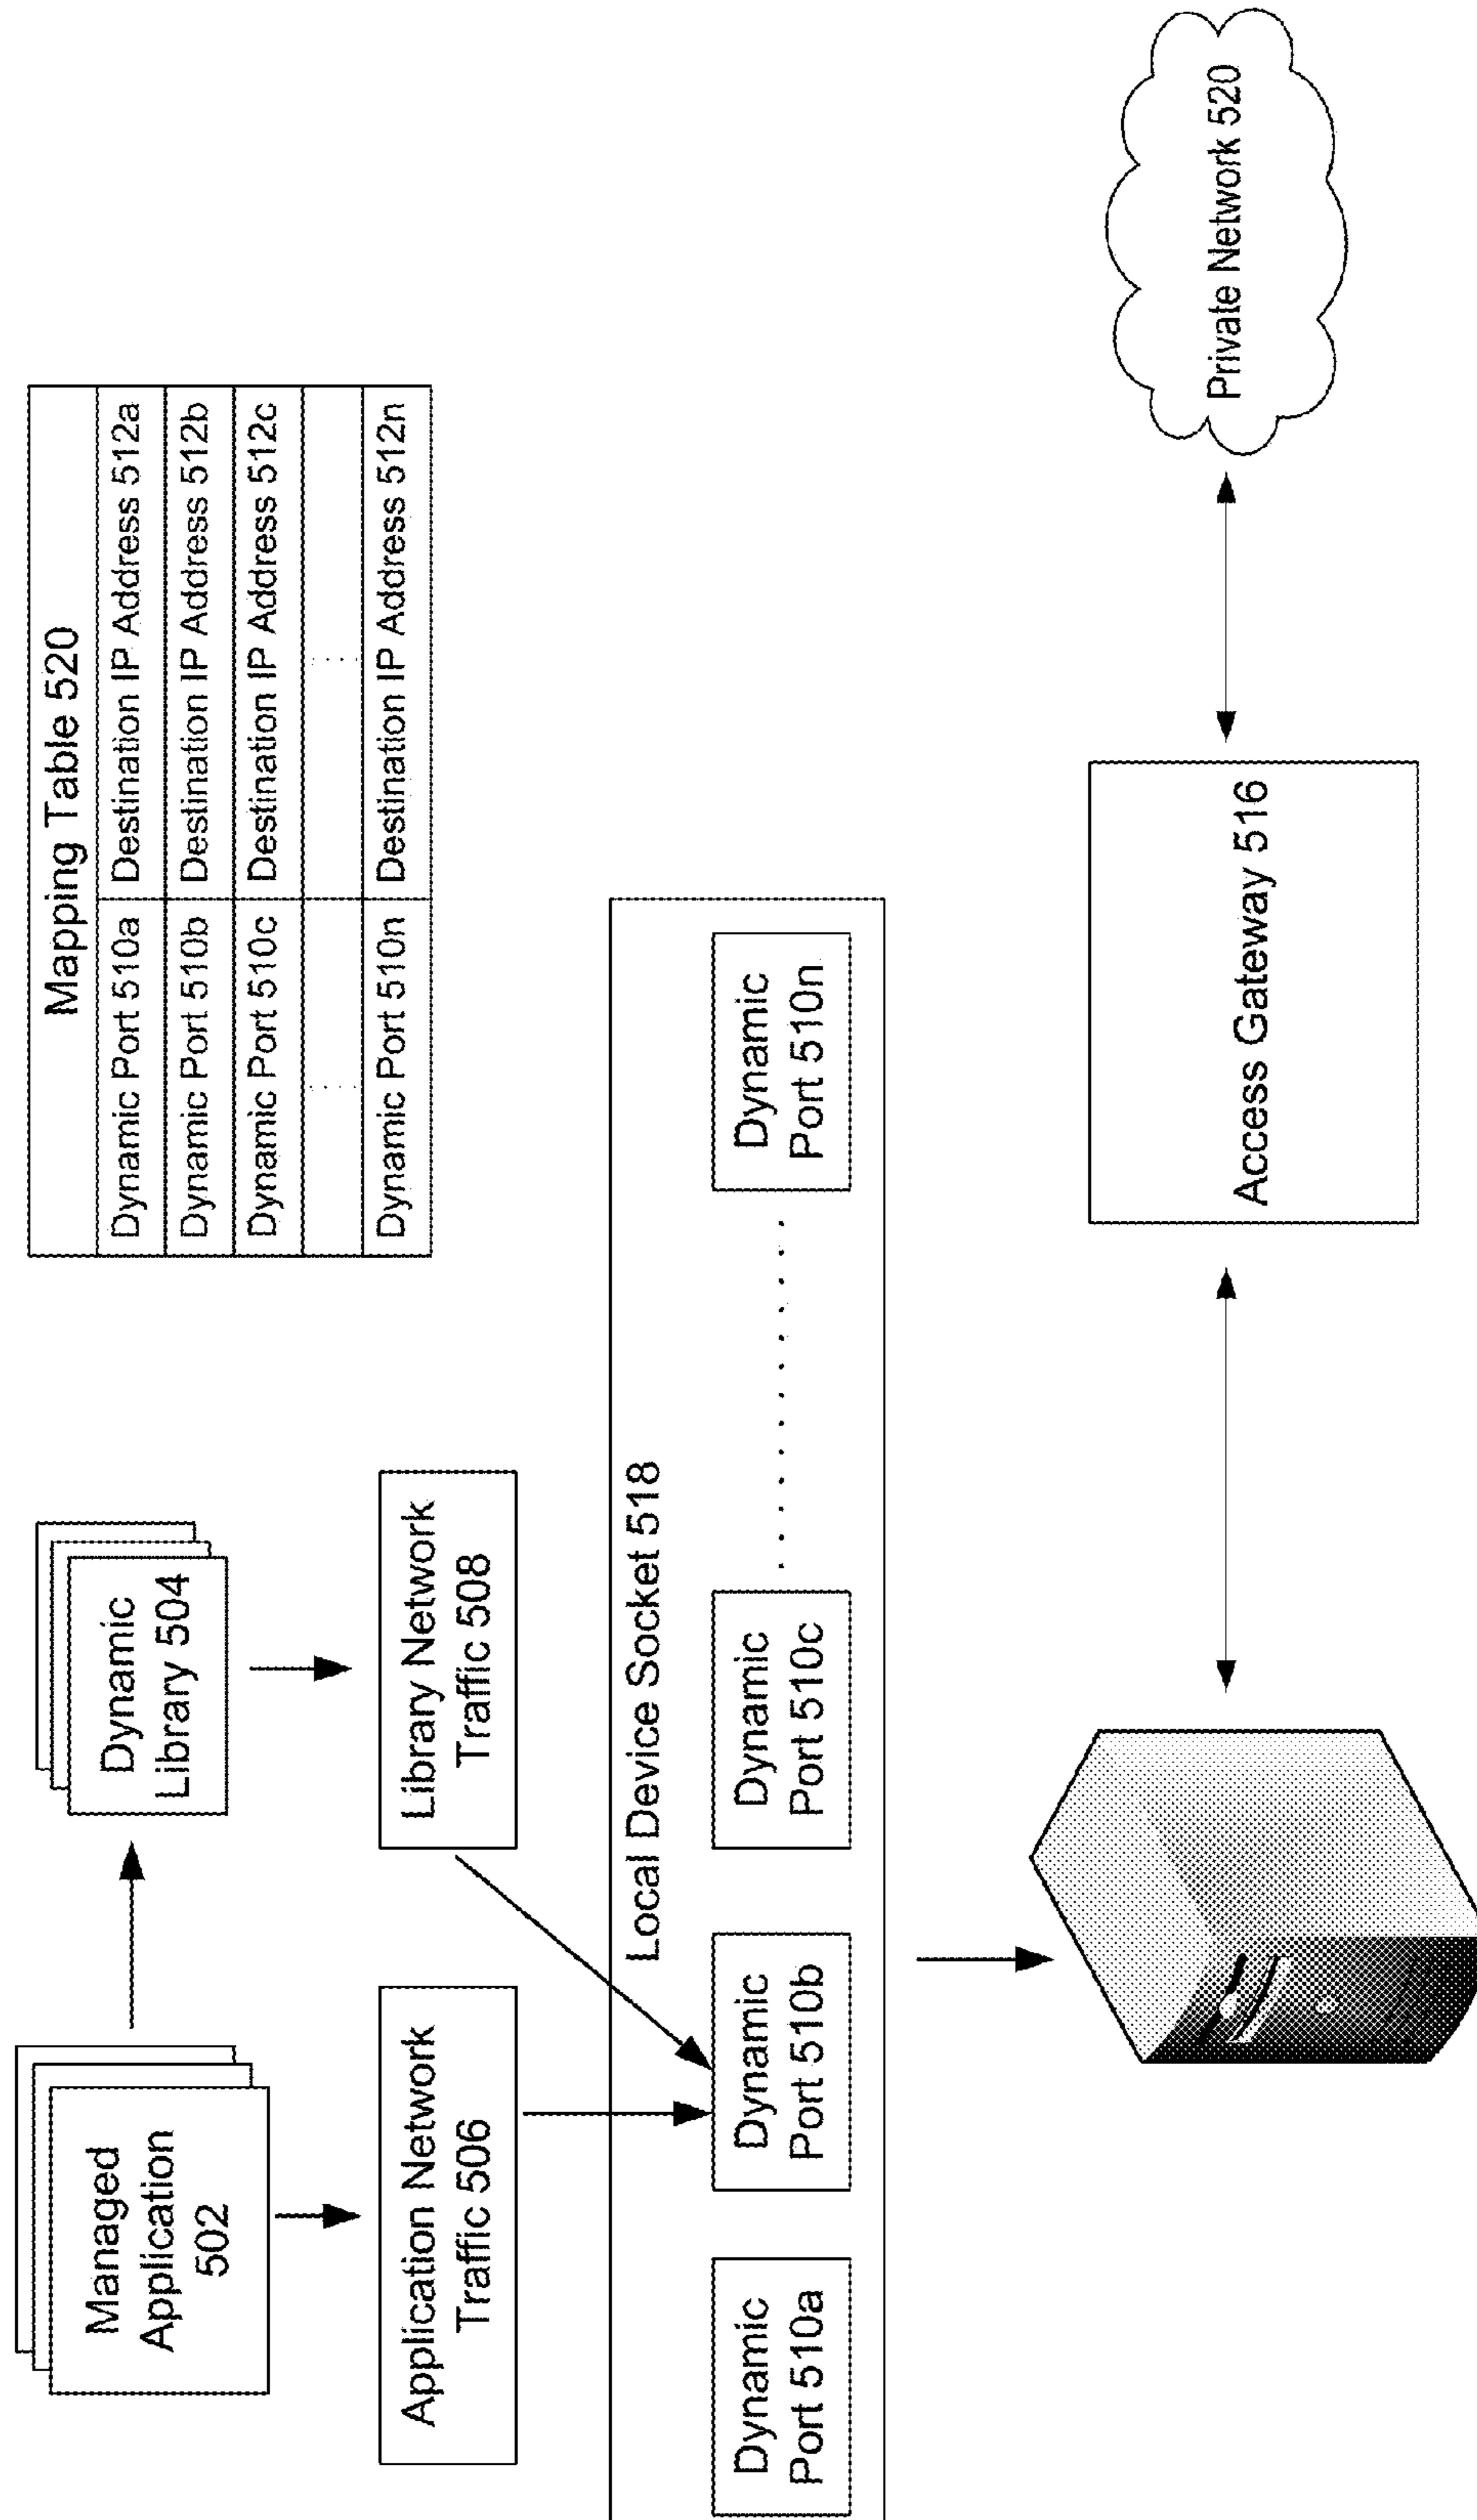 Managed
Application
502
Dynamic
Library 504
Mapping Table 520
Dynamic Port 510a Destination IP Address 512a
Dynamic Port 510b Destination IP Address 512b
Dynamic Port 510c Destination IP Address 512c
. . . . . . . .
Dynamic Port 510n Destination IP Address 512n
Application Network
Traffic 506
Library Network
Traffic 508
Local Device Socket 518
Dynamic
Port 510a
Dynamic
Port 510b
Dynamic
Port 510c
. . . . . . . . . . . . .
Dynamic
Port 510n
Access Gateway 516
Private Network 520